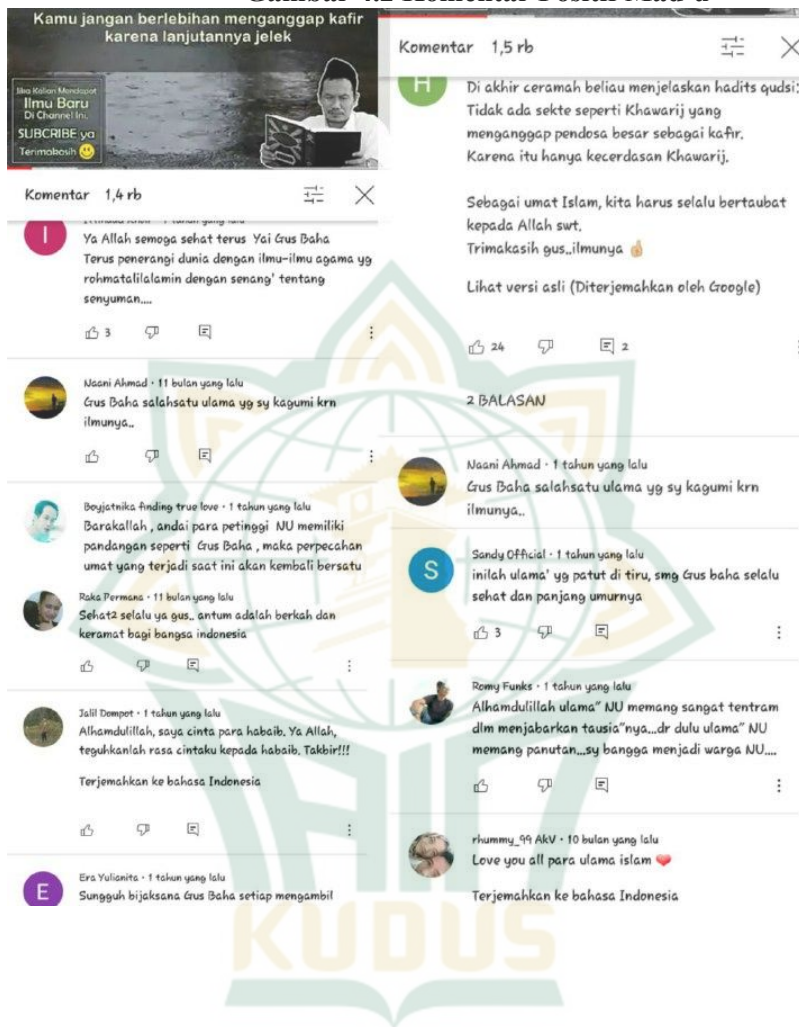 Kamu jangan berlebihan menganggap kafir
karena lanjutannya jelek
Jika Kalian Mendapat
Ilmu Baru
Di Channel Ini,
SUBCRIBE ya
Terimakasih
Komentar 1,4 rb
1 tahun yang lalu
I
Ya Allah semoga sehat terus Yai Gus Baha
Terus penerangi dunia dengan ilmu-ilmu agama yg
rohmatalilalamin dengan senang' tentang
senyuman....
3
Naani Ahmad · 11 bulan yang lalu
Gus Baha salahsatu ulama yg sy kagumi krn
ilmunya..
Boyjatnika finding true love · 1 tahun yang lalu
Barakallah , andai para petinggi NU memiliki
pandangan seperti Gus Baha , maka perpecahan
umat yang terjadi saat ini akan kembali bersatu
Raka Permana · 11 bulan yang lalu
Sehat2 selalu ya gus.. antum adalah berkah dan
keramat bagi bangsa indonesia
Jalil Dompet · 1 tahun yang lalu
Alhamdulillah, saya cinta para habaib. Ya Allah,
teguhkanlah rasa cintaku kepada habaib. Takbir!!!
Terjemahkan ke bahasa Indonesia
E
Era Yulianita · 1 tahun yang lalu
Sungguh bijaksana Gus Baha setiap mengambil
Komentar 1,5 rb
H
Di akhir ceramah beliau menjelaskan hadits qudsi:
Tidak ada sekte seperti Khawarij yang
menganggap pendosa besar sebagai kafir.
Karena itu hanya kecerdasan Khawarij.
Sebagai umat Islam, kita harus selalu bertaubat
kepada Allah swt.
Trimakasih gus..ilmunya
Lihat versi asli (Diterjemahkan oleh Google)
24 2
2 BALASAN
Naani Ahmad · 1 tahun yang lalu
Gus Baha salahsatu ulama yg sy kagumi krn
ilmunya..
S
Sandy Official · 1 tahun yang lalu
inilah ulama' yg patut di tiru, smg Gus baha selalu
sehat dan panjang umurnya
3
Romy Funks · 1 tahun yang lalu
Alhamdulillah ulama" NU memang sangat tentram
dlm menjabarkan tausia"nya...dr dulu ulama" NU
memang panutan...sy bangga menjadi warga NU....
rhummy_99 AkV · 10 bulan yang lalu
Love you all para ulama islam
Terjemahkan ke bahasa Indonesia
KUDUS